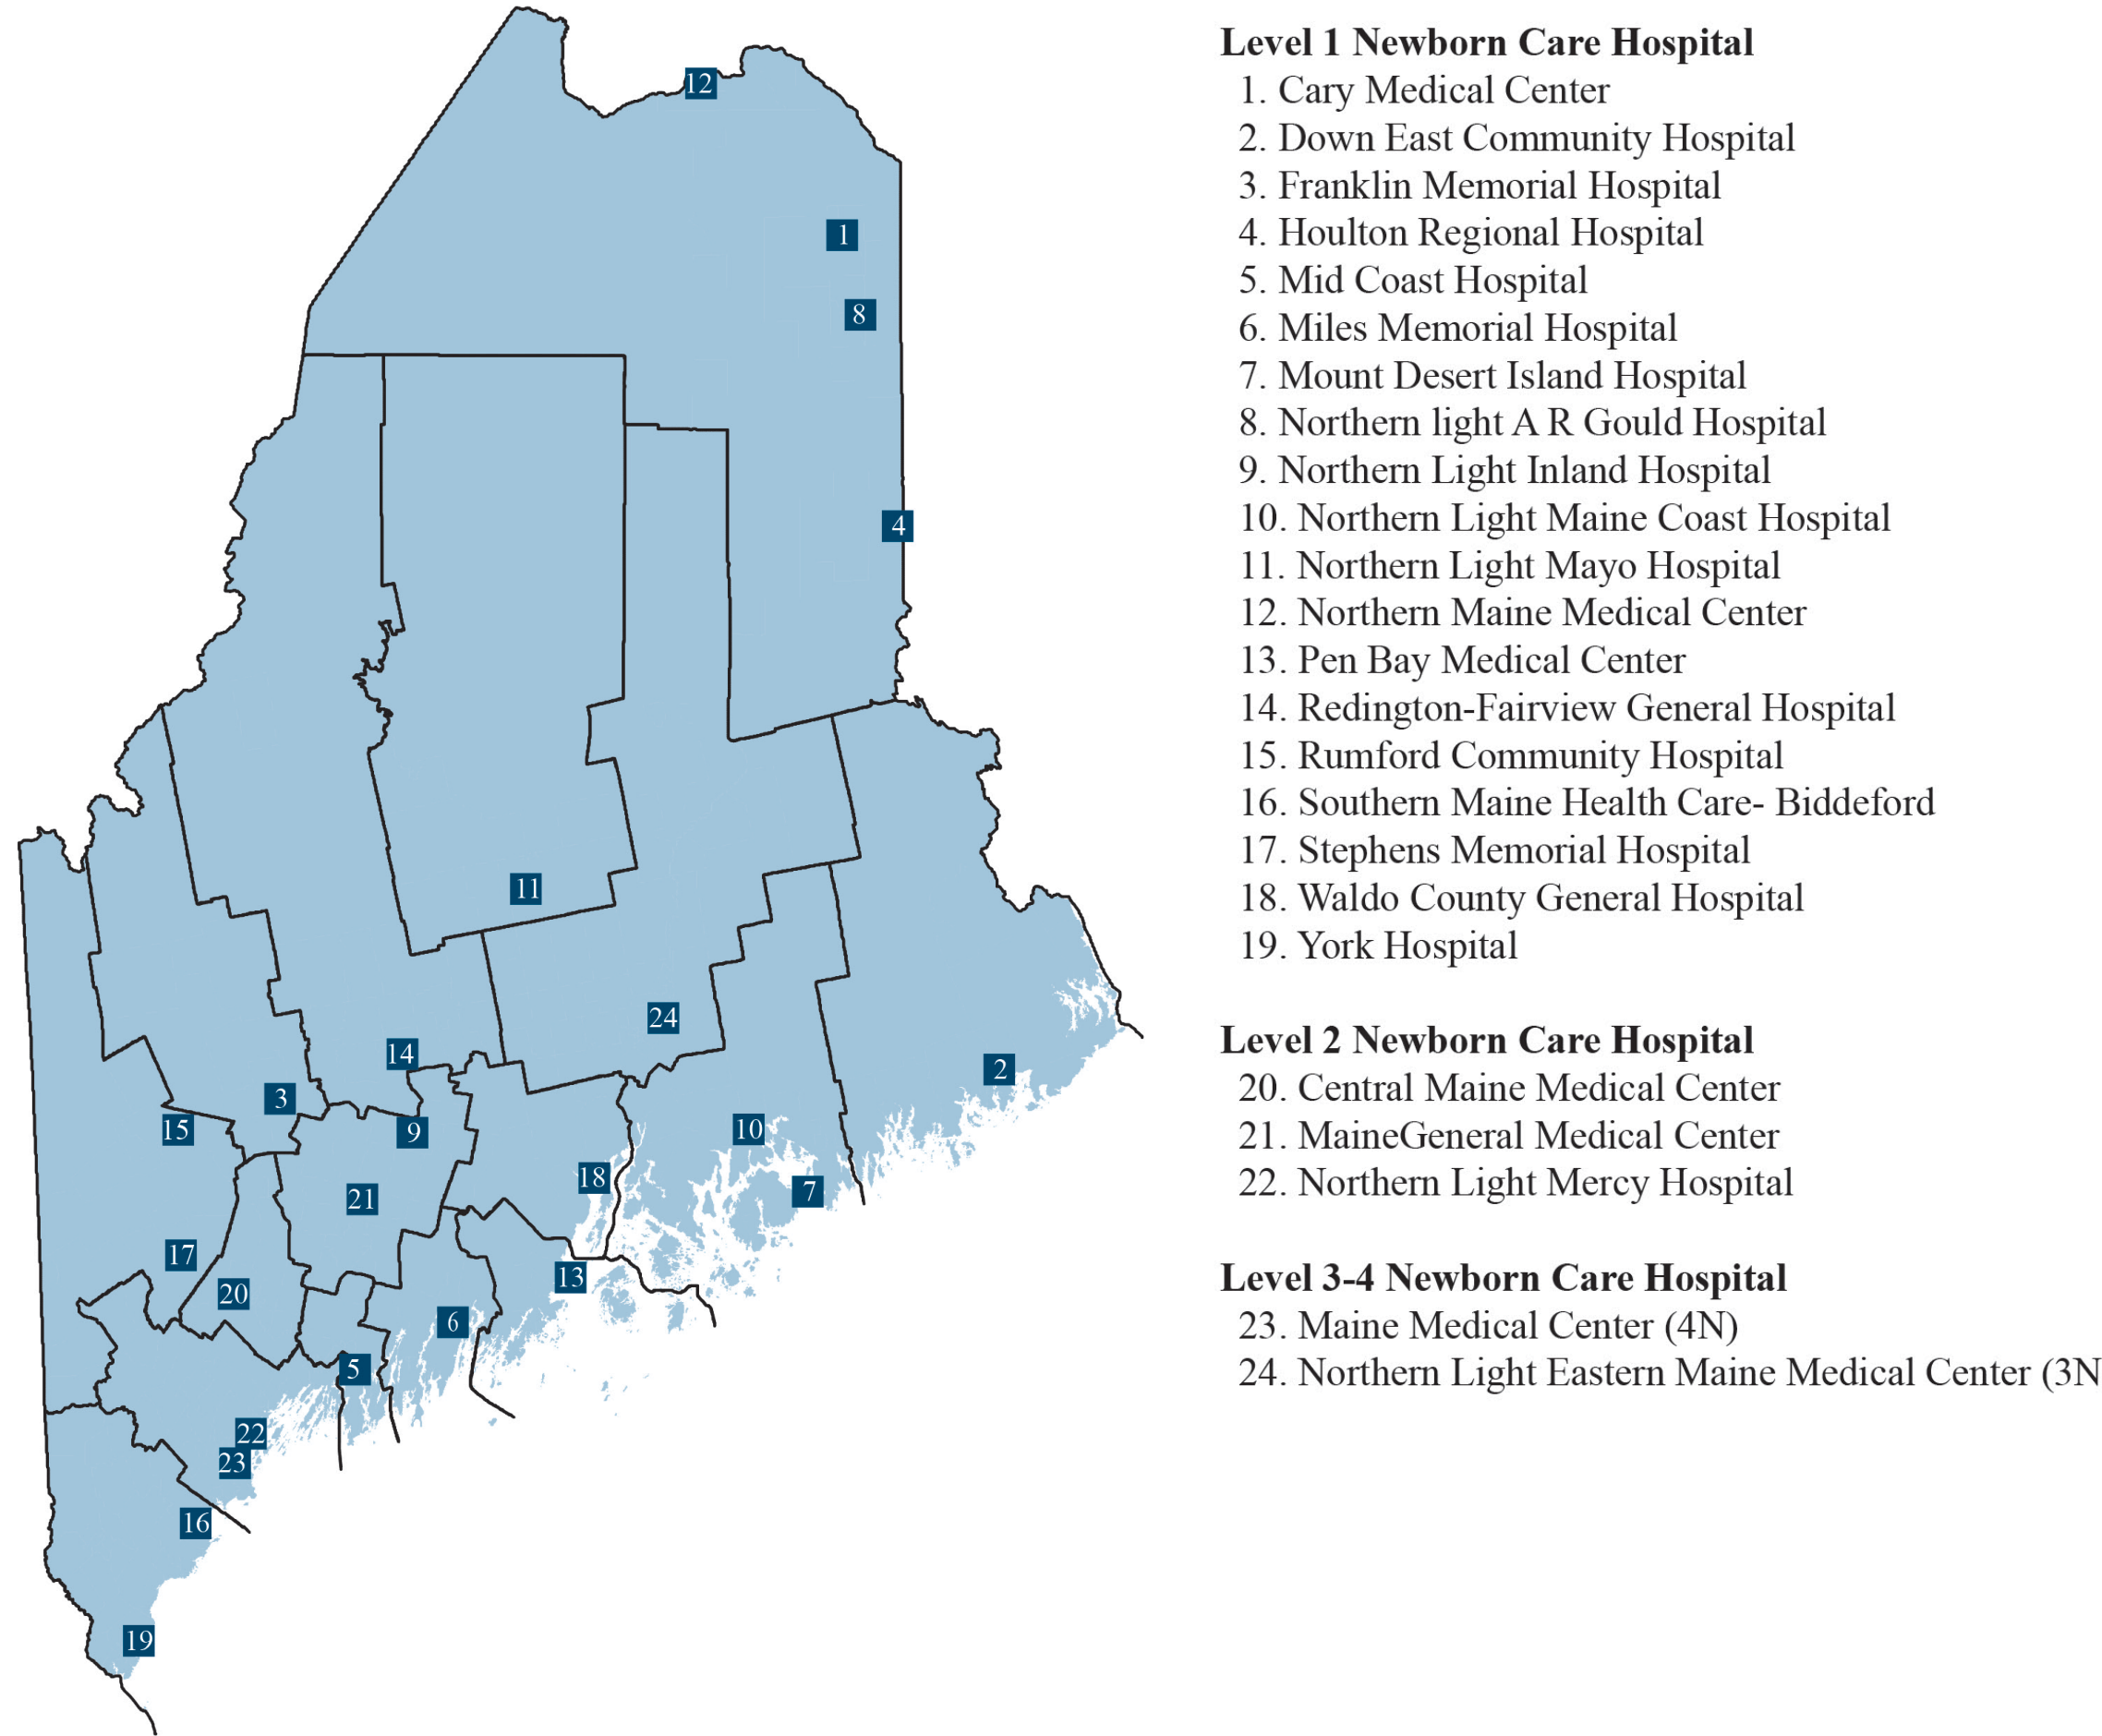 12
1
8
4
11
24
14
2
3
15
9
10
18
7
21
17
13
20
6
5
22
23
16
19
Level 1 Newborn Care Hospital
1. Cary Medical Center
2. Down East Community Hospital
3. Franklin Memorial Hospital
4. Houlton Regional Hospital
5. Mid Coast Hospital
6. Miles Memorial Hospital
7. Mount Desert Island Hospital
8. Northern light A R Gould Hospital
9. Northern Light Inland Hospital
10. Northern Light Maine Coast Hospital
11. Northern Light Mayo Hospital
12. Northern Maine Medical Center
13. Pen Bay Medical Center
14. Redington-Fairview General Hospital
15. Rumford Community Hospital
16. Southern Maine Health Care- Biddeford
17. Stephens Memorial Hospital
18. Waldo County General Hospital
19. York Hospital
Level 2 Newborn Care Hospital
20. Central Maine Medical Center
21. MaineGeneral Medical Center
22. Northern Light Mercy Hospital
Level 3-4 Newborn Care Hospital
23. Maine Medical Center (4N)
24. Northern Light Eastern Maine Medical Center (3N